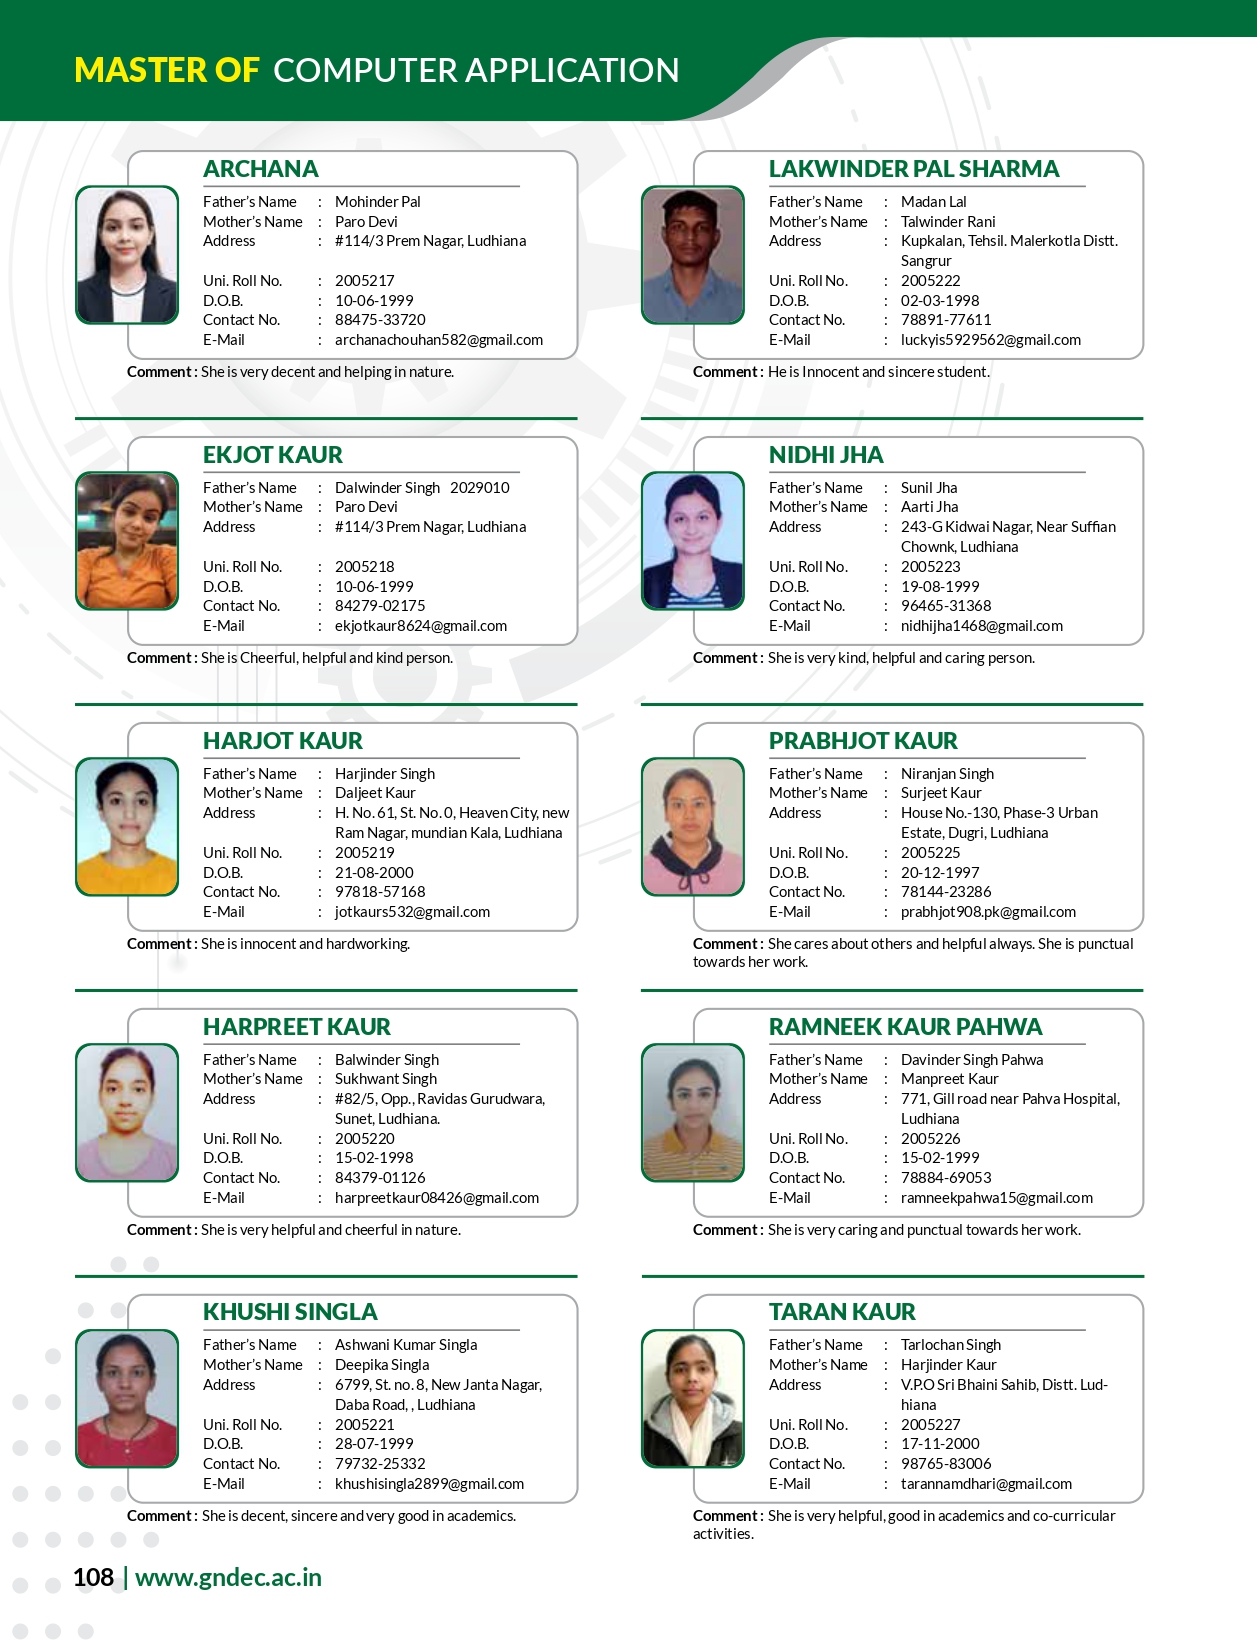 MASTER OF COMPUTER APPLICATION
ARCHANA
Father's Name : Mohinder Pal
Mother's Name : Paro Devi
Address : #114/3 Prem Nagar, Ludhiana
Uni. Roll No. : 2005217
D.O.B. : 10-06-1999
Contact No. : 88475-33720
E-Mail : archanachouhan582@gmail.com
Comment : She is very decent and helping in nature.
EKJOT KAUR
Father's Name : Dalwinder Singh 2029010
Mother's Name : Paro Devi
Address : #114/3 Prem Nagar, Ludhiana
Uni. Roll No. : 2005218
D.O.B. : 10-06-1999
Contact No. : 84279-02175
E-Mail : ekjotkaur8624@gmail.com
Comment : She is Cheerful, helpful and kind person.
HARJOT KAUR
Father's Name : Harjinder Singh
Mother's Name : Daljeet Kaur
Address : H. No. 61, St. No. 0, Heaven City, new
Ram Nagar, mundian Kala, Ludhiana
Uni. Roll No. : 2005219
D.O.B. : 21-08-2000
Contact No. : 97818-57168
E-Mail : jotkaurs532@gmail.com
Comment : She is innocent and hardworking.
HARPREET KAUR
Father's Name : Balwinder Singh
Mother's Name : Sukhwant Singh
Address : #82/5, Opp., Ravidas Gurudwara,
Sunet, Ludhiana.
Uni. Roll No. : 2005220
D.O.B. : 15-02-1998
Contact No. : 84379-01126
E-Mail : harpreetkaur08426@gmail.com
Comment : She is very helpful and cheerful in nature.
KHUSHI SINGLA
Father's Name : Ashwani Kumar Singla
Mother's Name : Deepika Singla
Address : 6799, St. no. 8, New Janta Nagar,
Daba Road, , Ludhiana
Uni. Roll No. : 2005221
D.O.B. : 28-07-1999
Contact No. : 79732-25332
E-Mail : khushisingla2899@gmail.com
Comment : She is decent, sincere and very good in academics.
LAKWINDER PAL SHARMA
Father's Name : Madan Lal
Mother's Name : Talwinder Rani
Address : Kupkalan, Tehsil. Malerkotla Distt.
Sangrur
Uni. Roll No. : 2005222
D.O.B. : 02-03-1998
Contact No. : 78891-77611
E-Mail : luckyis5929562@gmail.com
Comment : He is Innocent and sincere student.
NIDHI JHA
Father's Name : Sunil Jha
Mother's Name : Aarti Jha
Address : 243-G Kidwai Nagar, Near Suffian
Chownk, Ludhiana
Uni. Roll No. : 2005223
D.O.B. : 19-08-1999
Contact No. : 96465-31368
E-Mail : nidhijha1468@gmail.com
Comment : She is very kind, helpful and caring person.
PRABHJOT KAUR
Father's Name : Niranjan Singh
Mother's Name : Surjeet Kaur
Address : House No.-130, Phase-3 Urban
Estate, Dugri, Ludhiana
Uni. Roll No. : 2005225
D.O.B. : 20-12-1997
Contact No. : 78144-23286
E-Mail : prabhjot908.pk@gmail.com
Comment : She cares about others and helpful always. She is punctual
towards her work.
RAMNEEK KAUR PAHWA
Father's Name : Davinder Singh Pahwa
Mother's Name : Manpreet Kaur
Address : 771, Gill road near Pahva Hospital,
Ludhiana
Uni. Roll No. : 2005226
D.O.B. : 15-02-1999
Contact No. : 78884-69053
E-Mail : ramneekpahwa15@gmail.com
Comment : She is very caring and punctual towards her work.
TARAN KAUR
Father's Name : Tarlochan Singh
Mother's Name : Harjinder Kaur
Address : V.P.O Sri Bhaini Sahib, Distt. Lud-
hiana
Uni. Roll No. : 2005227
D.O.B. : 17-11-2000
Contact No. : 98765-83006
E-Mail : tarannamdhari@gmail.com
Comment : She is very helpful, good in academics and co-curricular
activities.
108 | www.gndec.ac.in